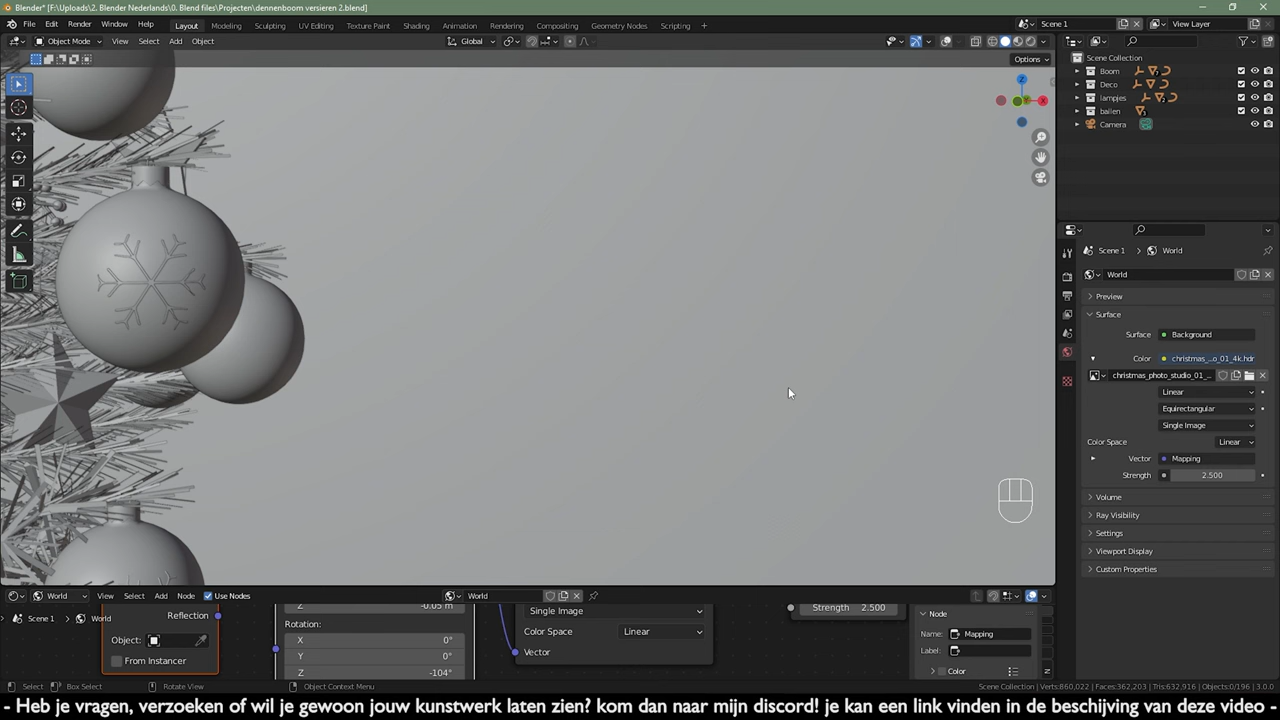 Blender* [F:\Uploads\2. Blender Nederlands\0. Blend files\Projecten\dennenboom versieren 2.blend]
File Edit Render Window Help Layout Modeling Sculpting UV Editing Texture Paint Shading Animation Rendering Compositing Geometry Nodes Scripting + Scene 1 View Layer
Object Mode View Select Add Object Global
Options
Z
X
Scene Collection
Boom
Deco
lampjes
ballen
Camera
Scene 1 > World
World
Preview
Surface
Surface Background
Color christmas_...o_01_4k.hdr
christmas_photo_studio_01_...
Linear
Equirectangular
Single Image
Color Space Linear
Vector Mapping
Strength 2.500
Volume
Ray Visibility
Settings
Viewport Display
Custom Properties
World View Select Add Node Use Nodes World
Scene 1 > World
Reflection
Object:
From Instancer
Z -0.05 m
Rotation:
X 0°
Y 0°
Z -104°
Single Image
Color Space Linear
Vector
Strength 2.500
Node
Name: Mapping
Label:
Color
Select Box Select Rotate View Object Context Menu Scene Collection | Verts:860,022 | Faces:362,203 | Tris:632,916 | Objects:0/196 | 3.0.0
- Heb je vragen, verzoeken of wil je gewoon jouw kunstwerk laten zien? kom dan naar mijn discord! je kan een link vinden in de beschijving van deze video -